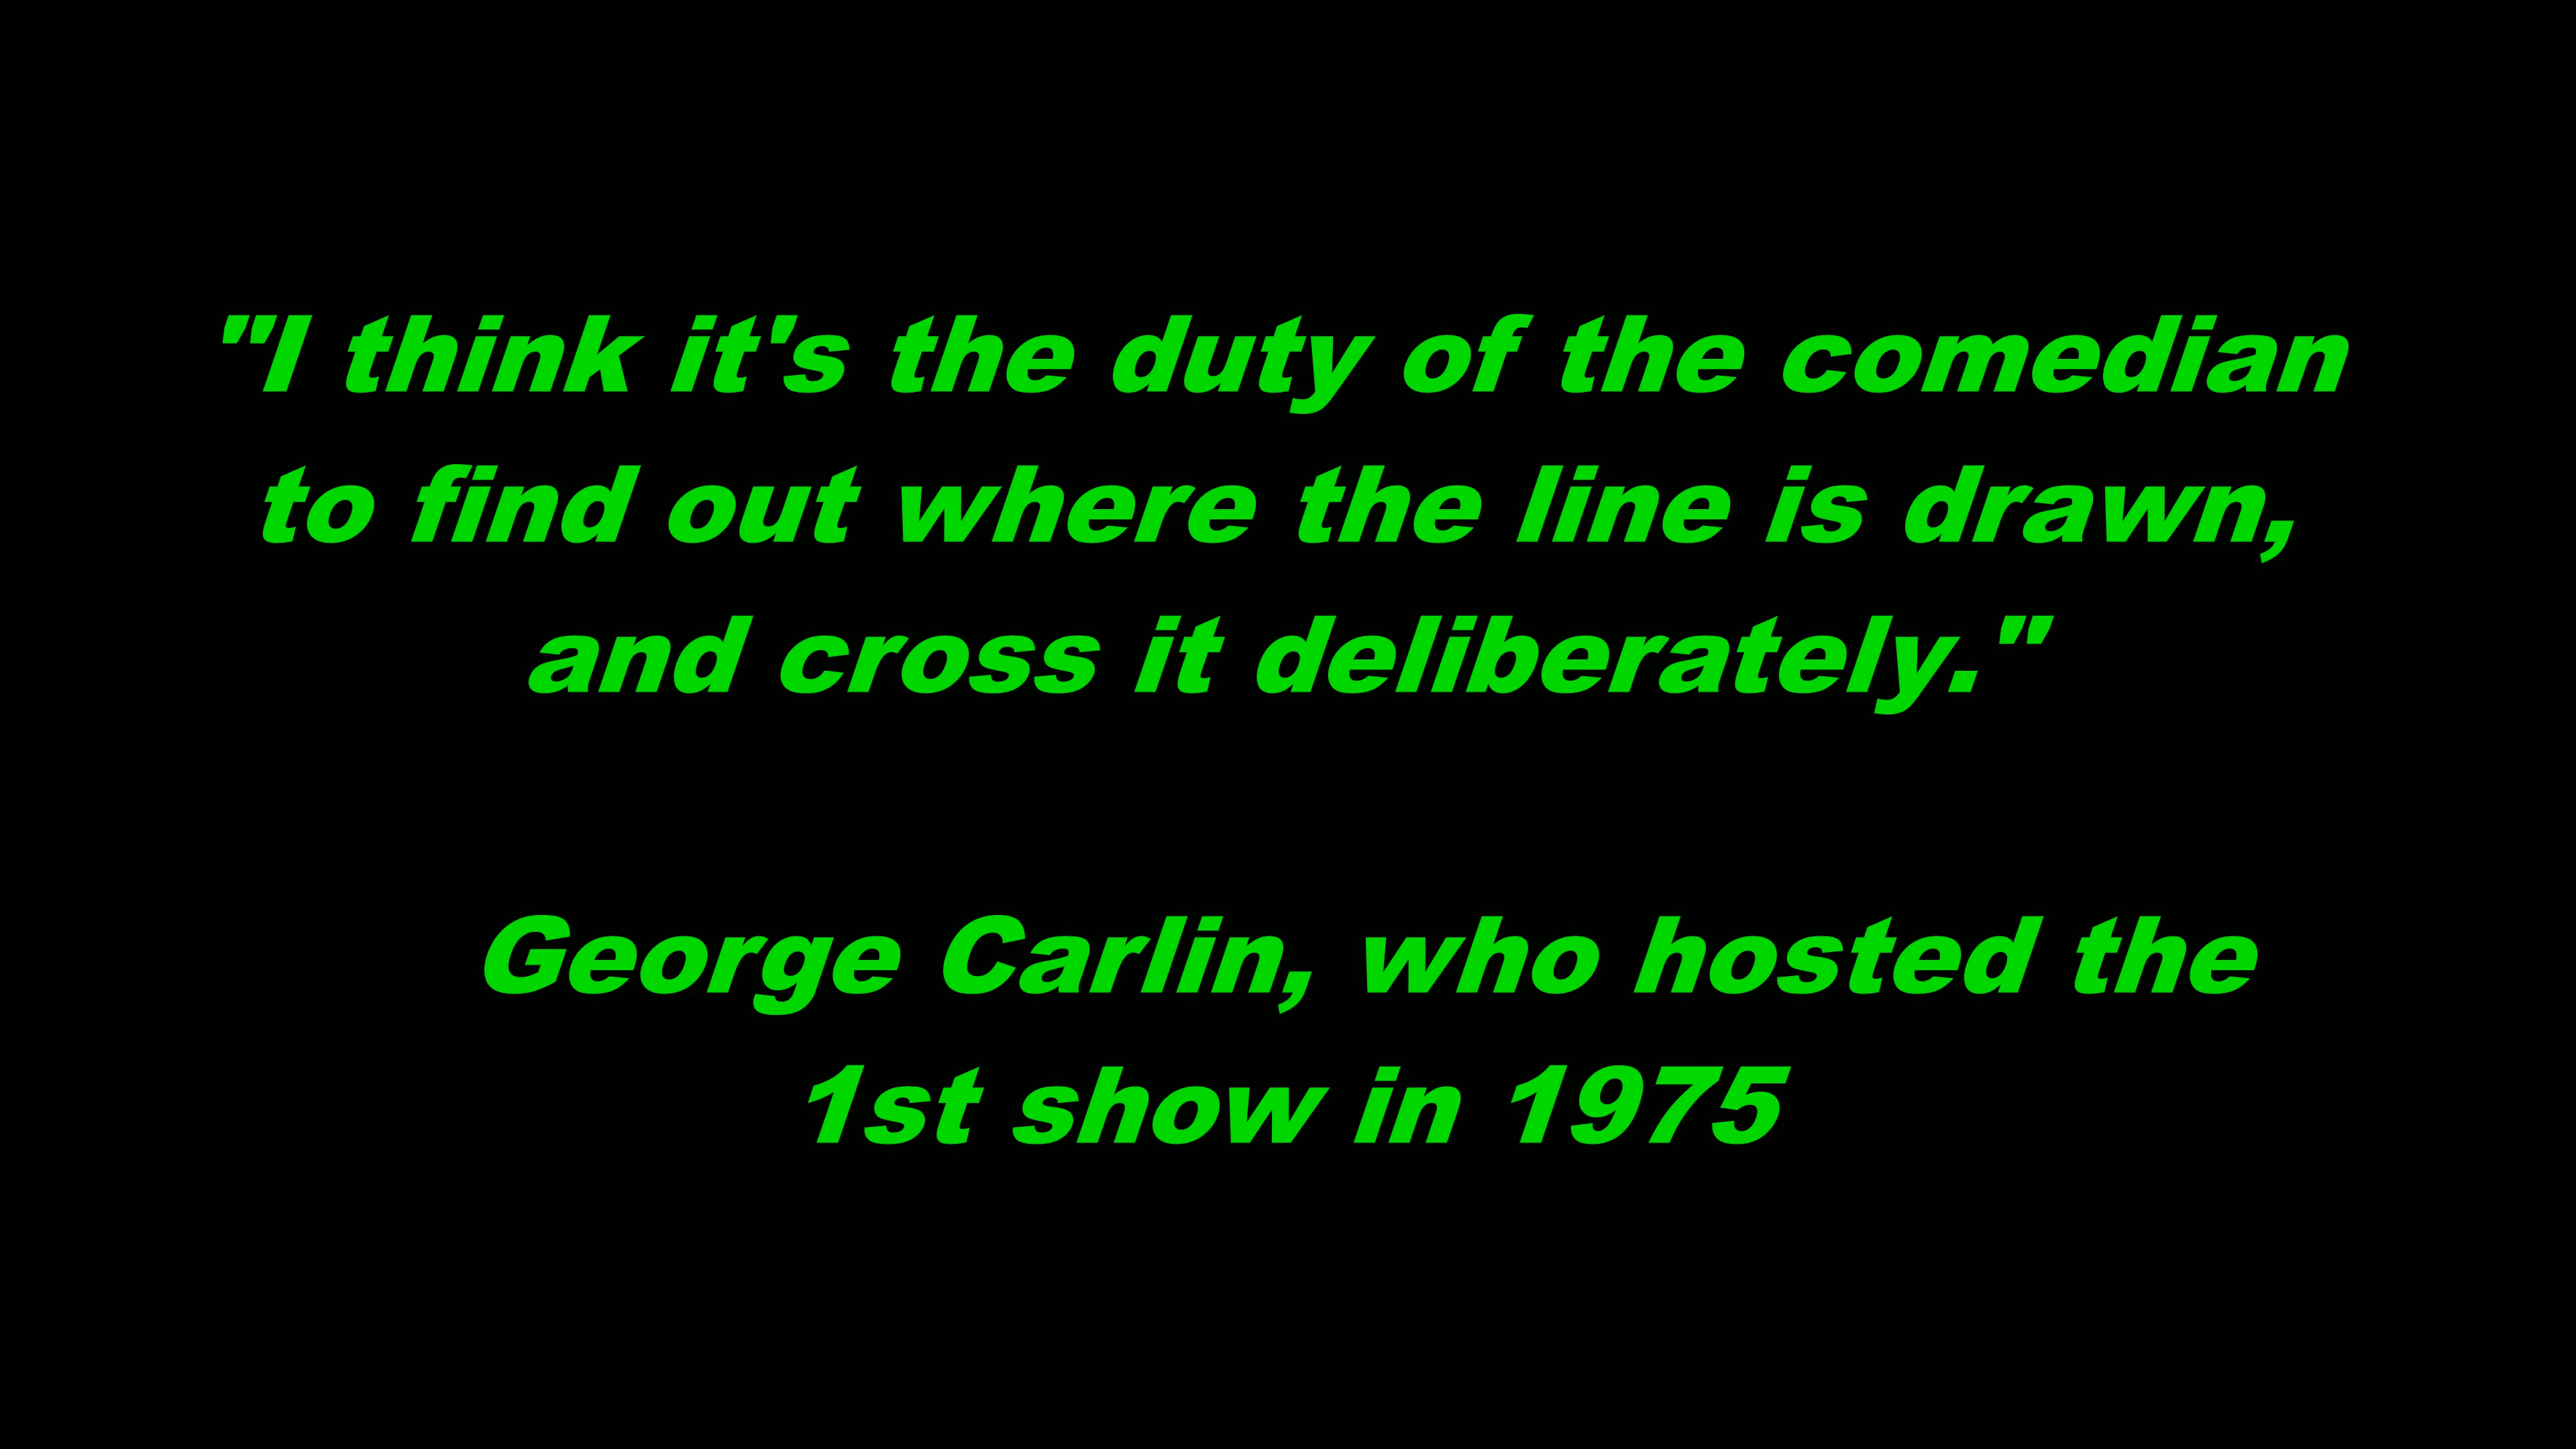 "I think it's the duty of the comedian
to find out where the line is drawn,
and cross it deliberately."
George Carlin, who hosted the
1st show in 1975